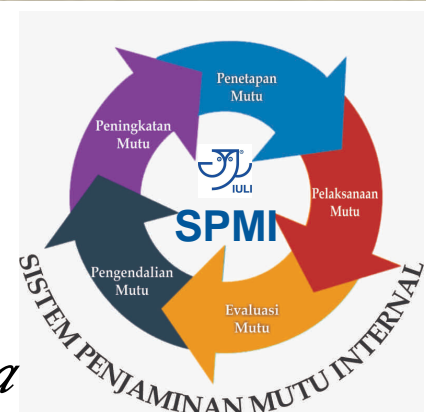 Penetapan
Mutu
Pelaksanaan
Mutu
Evaluasi
Mutu
Pengendalian
Mutu
Peningkatan
Mutu
IULI
SPMI
SISTEM PENJAMINAN MUTU INTERNAL
a